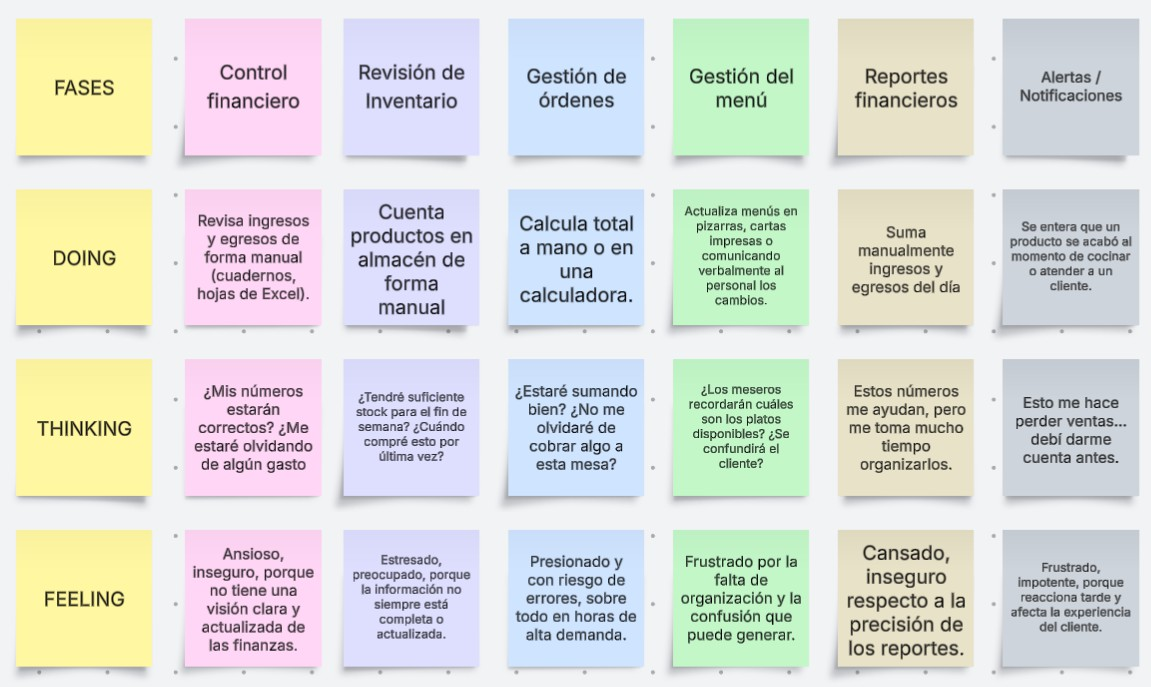 FASES
Control
financiero
Revisión de
Inventario
Gestión de
órdenes
Gestión del
menú
Reportes
financieros
Alertas /
Notificaciones
DOING
Revisa ingresos
y egresos de
forma manual
(cuadernos,
hojas de Excel).
Cuenta
productos en
almacén de
forma
manual
Calcula total
a mano o en
una
calculadora.
Actualiza menús en
pizarras, cartas
impresas o
comunicando
verbalmente al
personal los
cambios.
Suma
manualmente
ingresos y
egresos del día
Se entera que un
producto se acabó al
momento de cocinar
o atender a un
cliente.
THINKING
¿Mis números
estarán
correctos? ¿Me
estaré olvidando
de algún gasto
¿Tendré suficiente
stock para el fin de
semana? ¿Cuándo
compré esto por
última vez?
¿Estaré sumando
bien? ¿No me
olvidaré de
cobrar algo a
esta mesa?
¿Los meseros
recordarán cuáles
son los platos
disponibles? ¿Se
confundirá el
cliente?
Estos números
me ayudan, pero
me toma mucho
tiempo
organizarlos.
Esto me hace
perder ventas...
debí darme
cuenta antes.
FEELING
Ansioso,
inseguro, porque
no tiene una
visión clara y
actualizada de
las finanzas.
Estresado,
preocupado, porque
la información no
siempre está
completa o
actualizada.
Presionado y
con riesgo de
errores, sobre
todo en horas de
alta demanda.
Frustrado por la
falta de
organización y la
confusión que
puede generar.
Cansado,
inseguro
respecto a la
precisión de
los reportes.
Frustrado,
impotente, porque
reacciona tarde y
afecta la experiencia
del cliente.